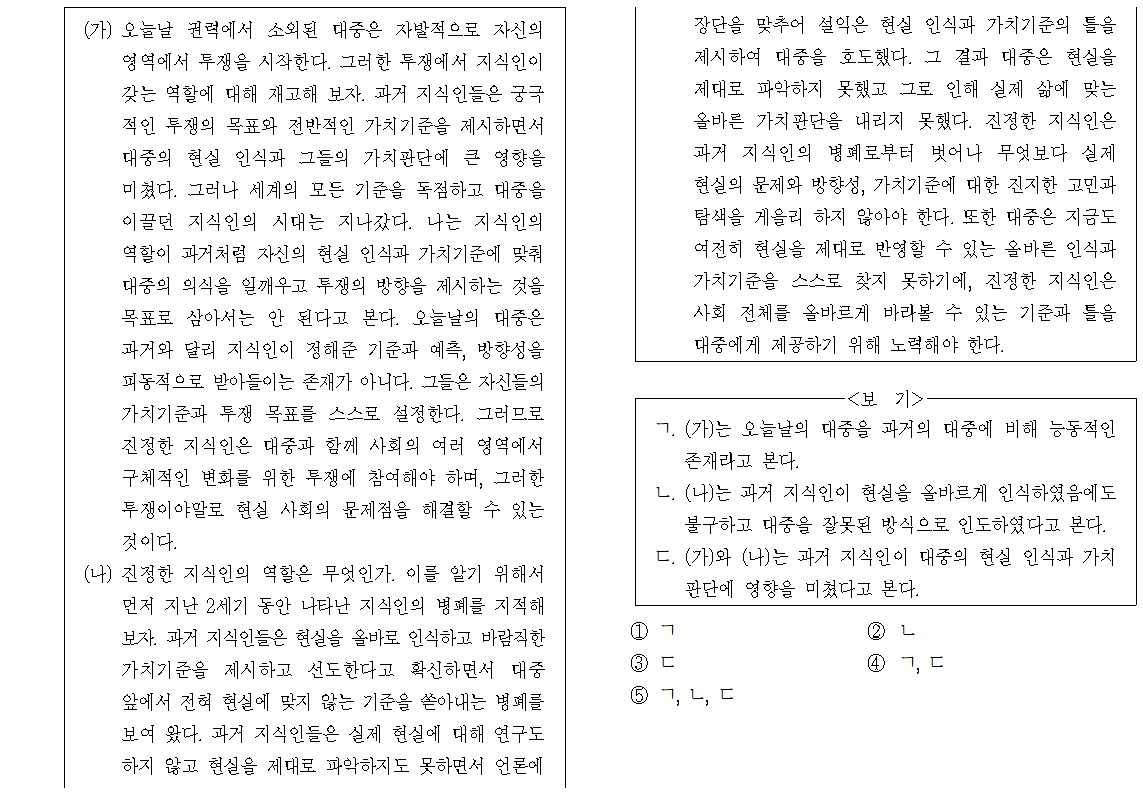 (가) 오늘날 권력에서 소외된 대중은 자발적으로 자신의
영역에서 투쟁을 시작한다. 그러한 투쟁에서 지식인이
갖는 역할에 대해 재고해 보자. 과거 지식인들은 궁극
적인 투쟁의 목표와 전반적인 가치기준을 제시하면서
대중의 현실 인식과 그들의 가치판단에 큰 영향을
미쳤다. 그러나 세계의 모든 기준을 독점하고 대중을
이끌던 지식인의 시대는 지나갔다. 나는 지식인의
역할이 과거처럼 자신의 현실 인식과 가치기준에 맞춰
대중의 의식을 일깨우고 투쟁의 방향을 제시하는 것을
목표로 삼아서는 안 된다고 본다. 오늘날의 대중은
과거와 달리 지식인이 정해준 기준과 예측, 방향성을
피동적으로 받아들이는 존재가 아니다. 그들은 자신들의
가치기준과 투쟁 목표를 스스로 설정한다. 그러므로
진정한 지식인은 대중과 함께 사회의 여러 영역에서
구체적인 변화를 위한 투쟁에 참여해야 하며, 그러한
투쟁이야말로 현실 사회의 문제점을 해결할 수 있는
것이다.
(나) 진정한 지식인의 역할은 무엇인가. 이를 알기 위해서
먼저 지난 2세기 동안 나타난 지식인의 병폐를 지적해
보자. 과거 지식인들은 현실을 올바로 인식하고 바람직한
가치기준을 제시하고 선도한다고 확신하면서 대중
앞에서 전혀 현실에 맞지 않는 기준을 쏟아내는 병폐를
보여 왔다. 과거 지식인들은 실제 현실에 대해 연구도
하지 않고 현실을 제대로 파악하지도 못하면서 언론에
장단을 맞추어 설익은 현실 인식과 가치기준의 틀을
제시하여 대중을 호도했다. 그 결과 대중은 현실을
제대로 파악하지 못했고 그로 인해 실제 삶에 맞는
올바른 가치판단을 내리지 못했다. 진정한 지식인은
과거 지식인의 병폐로부터 벗어나 무엇보다 실제
현실의 문제와 방향성, 가치기준에 대한 진지한 고민과
탐색을 게을리 하지 않아야 한다. 또한 대중은 지금도
여전히 현실을 제대로 반영할 수 있는 올바른 인식과
가치기준을 스스로 찾지 못하기에, 진정한 지식인은
사회 전체를 올바르게 바라볼 수 있는 기준과 틀을
대중에게 제공하기 위해 노력해야 한다.
<보 기>
ㄱ. (가)는 오늘날의 대중을 과거의 대중에 비해 능동적인
존재라고 본다.
ㄴ. (나)는 과거 지식인이 현실을 올바르게 인식하였음에도
불구하고 대중을 잘못된 방식으로 인도하였다고 본다.
ㄷ. (가)와 (나)는 과거 지식인이 대중의 현실 인식과 가치
판단에 영향을 미쳤다고 본다.
① ㄱ ② ㄴ
③ ㄷ ④ ㄱ, ㄷ
⑤ ㄱ, ㄴ, ㄷ